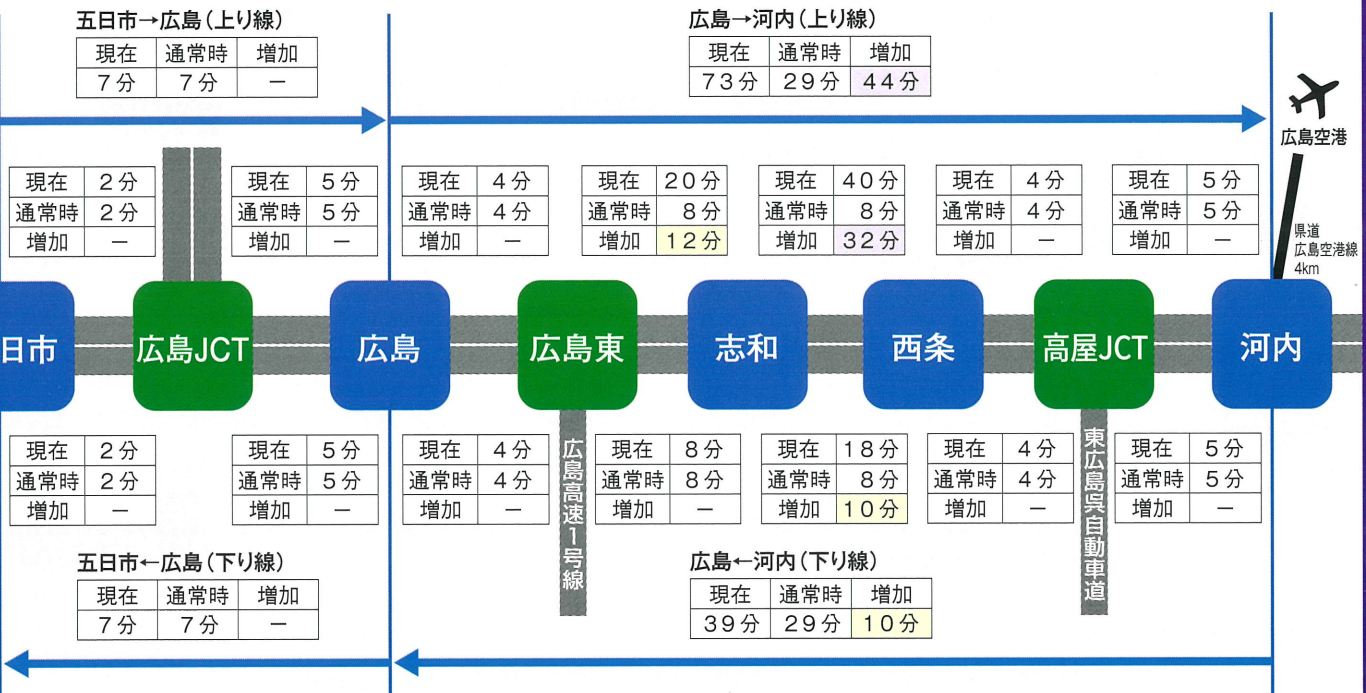 五日市→広島(上り線)
現在 通常時 増加
7分 7分 −
広島→河内(上り線)
現在 通常時 増加
73分 29分 44分
広島空港
県道
広島空港線
4km
現在 2分
通常時 2分
増加 −
現在 5分
通常時 5分
増加 −
現在 4分
通常時 4分
増加 −
現在 20分
通常時 8分
増加 12分
現在 40分
通常時 8分
増加 32分
現在 4分
通常時 4分
増加 −
現在 5分
通常時 5分
増加 −
日市 広島JCT 広島 広島東 志和 西条 高屋JCT 河内
現在 2分
通常時 2分
増加 −
現在 5分
通常時 5分
増加 −
現在 4分
通常時 4分
増加 −
広島高速1号線
現在 8分
通常時 8分
増加 −
現在 18分
通常時 8分
増加 10分
現在 4分
通常時 4分
増加 −
東広島呉自動車道
現在 5分
通常時 5分
増加 −
五日市←広島(下り線)
現在 通常時 増加
7分 7分 −
広島←河内(下り線)
現在 通常時 増加
39分 29分 10分